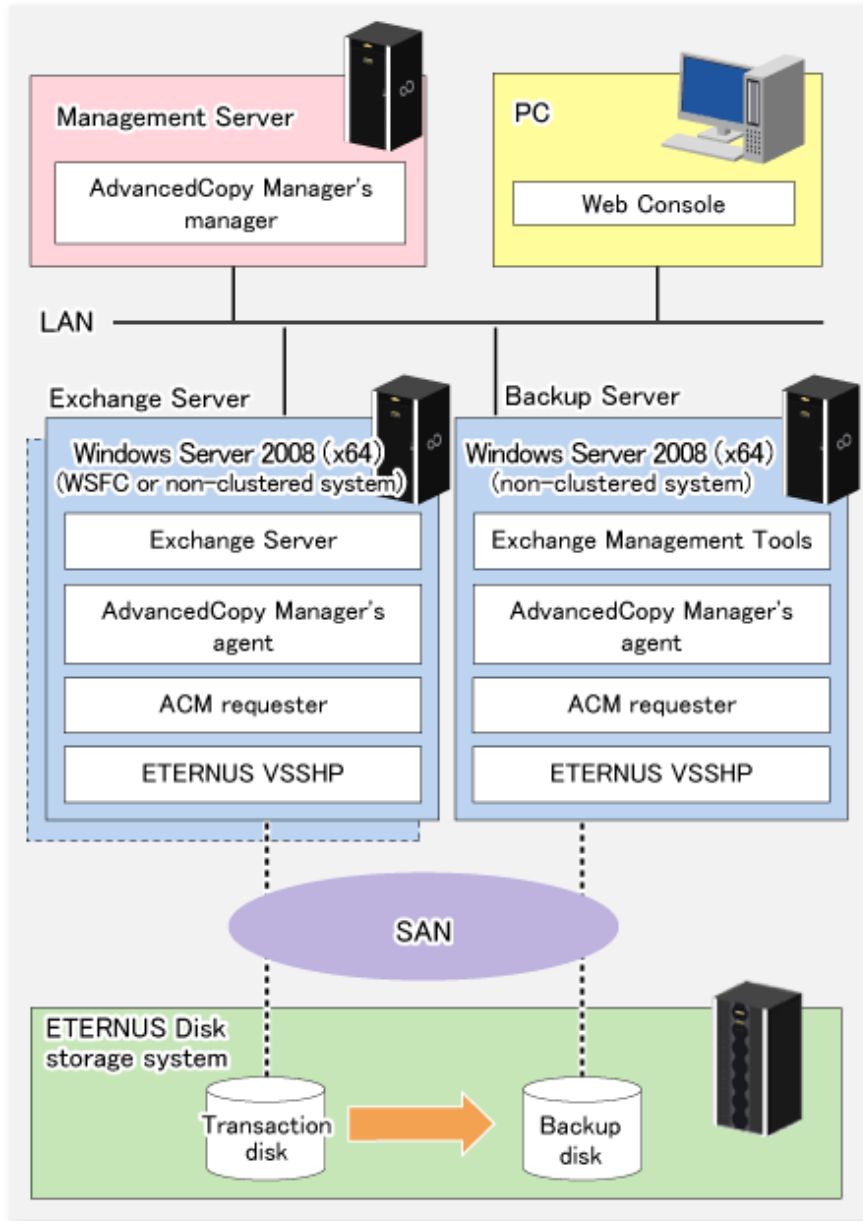 Management Server
AdvancedCopy Manager's
manager
PC
Web Console
LAN
Exchange Server
Windows Server 2008 (x64)
(WSFC or non-clustered system)
Exchange Server
AdvancedCopy Manager's
agent
ACM requester
ETERNUS VSSHP
Backup Server
Windows Server 2008 (x64)
(non-clustered system)
Exchange Management Tools
AdvancedCopy Manager's
agent
ACM requester
ETERNUS VSSHP
SAN
ETERNUS Disk
storage system
Transaction
disk
Backup
disk